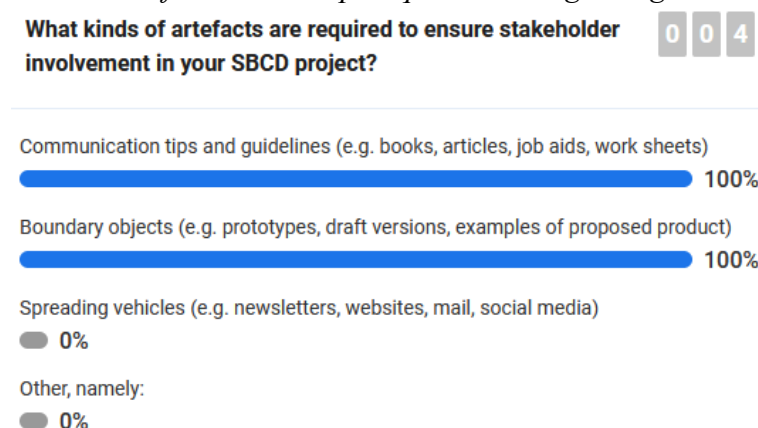 What kinds of artefacts are required to ensure stakeholder 0 0 4
involvement in your SBCD project?
Communication tips and guidelines (e.g. books, articles, job aids, work sheets)
100%
Boundary objects (e.g. prototypes, draft versions, examples of proposed product)
100%
Spreading vehicles (e.g. newsletters, websites, mail, social media)
0%
Other, namely:
0%